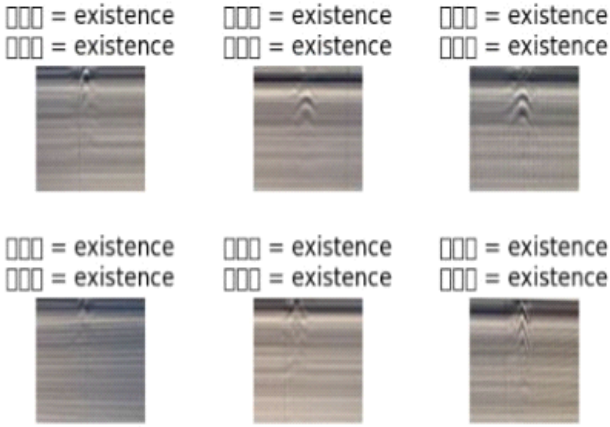 □□□ = existence □□□ = existence □□□ = existence
□□□ = existence □□□ = existence □□□ = existence
□□□ = existence □□□ = existence □□□ = existence
□□□ = existence □□□ = existence □□□ = existence